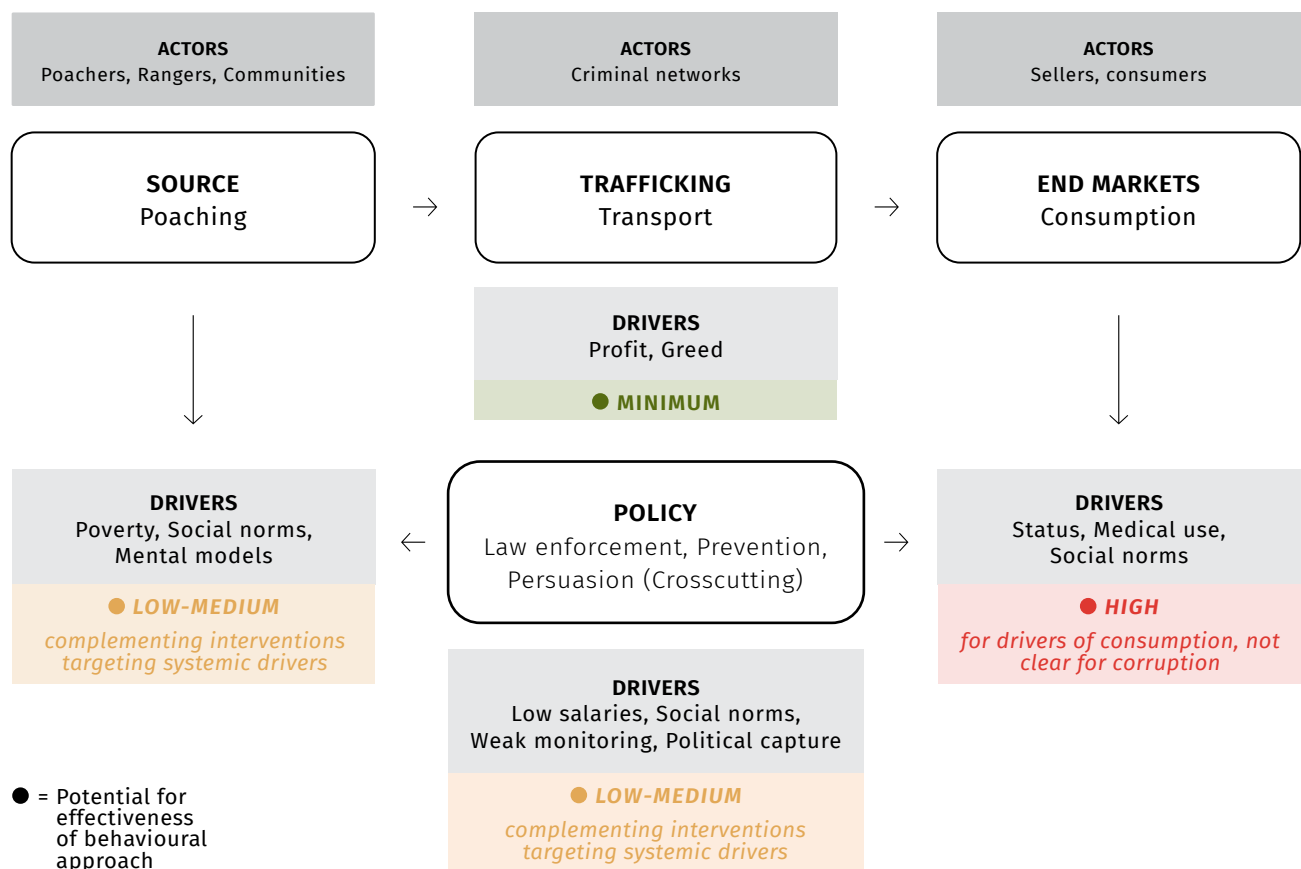 ACTORS
Poachers, Rangers, Communities
ACTORS
Criminal networks
ACTORS
Sellers, consumers
SOURCE
Poaching
TRAFFICKING
Transport
END MARKETS
Consumption
DRIVERS
Profit, Greed
MINIMUM
DRIVERS
Poverty, Social norms,
Mental models
LOW-MEDIUM
complementing interventions
targeting systemic drivers
POLICY
Law enforcement, Prevention,
Persuasion (Crosscutting)
DRIVERS
Status, Medical use,
Social norms
HIGH
for drivers of consumption, not
clear for corruption
DRIVERS
Low salaries, Social norms,
Weak monitoring, Political capture
LOW-MEDIUM
complementing interventions
targeting systemic drivers
= Potential for
effectiveness
of behavioural
approach